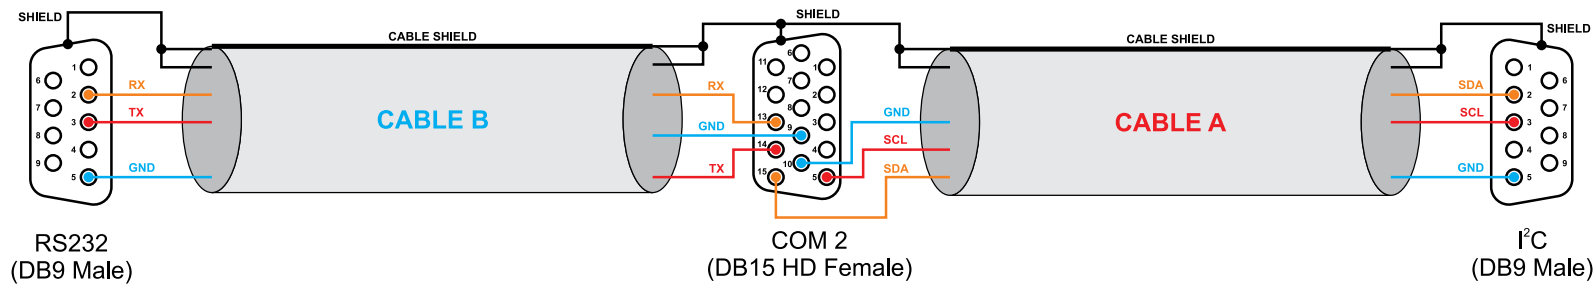 SHIELD
CABLE SHIELD
SHIELD
CABLE SHIELD
SHIELD
1
6
2
7
3
8
4
9
5
RX
TX
GND
CABLE B
RX
GND
TX
6
11
1
7
12
2
8
13
3
9
14
4
10
15
5
GND
SCL
SDA
CABLE A
SDA
SCL
GND
1
6
2
7
3
8
4
9
5
RS232
(DB9 Male)
COM 2
(DB15 HD Female)
I²C
(DB9 Male)